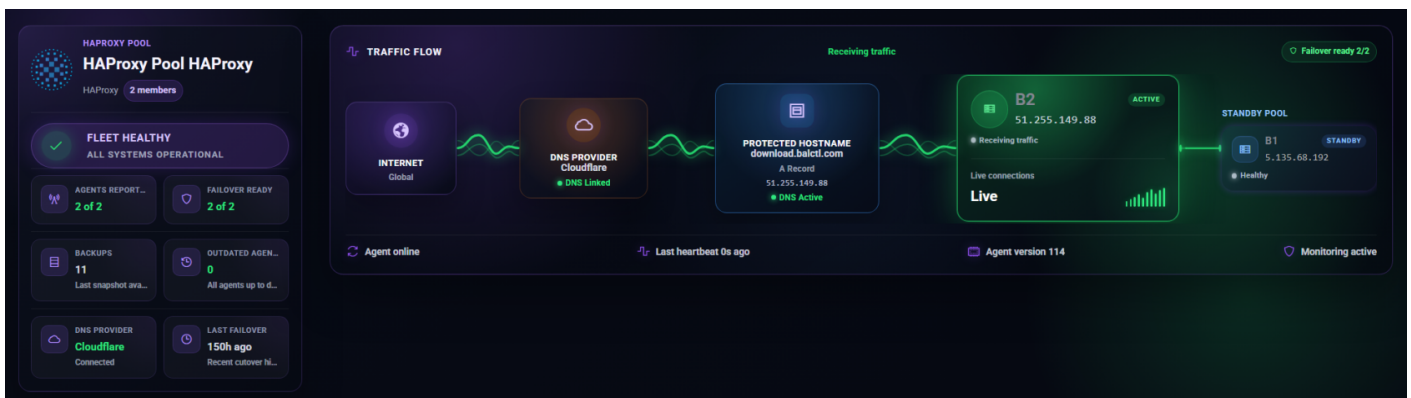 HAPROXY POOL
HAProxy Pool HAProxy
HAProxy 2 members
FLEET HEALTHY
ALL SYSTEMS OPERATIONAL
AGENTS REPORT...
2 of 2
FAILOVER READY
2 of 2
BACKUPS
11
Last snapshot ava...
OUTDATED AGEN...
0
All agents up to d...
DNS PROVIDER
Cloudflare
Connected
LAST FAILOVER
150h ago
Recent cutover hi...
TRAFFIC FLOW
Receiving traffic
Failover ready 2/2
INTERNET
Global
DNS PROVIDER
Cloudflare
DNS Linked
PROTECTED HOSTNAME
download.balctl.com
A Record
51.255.149.88
DNS Active
B2
ACTIVE
51.255.149.88
Receiving traffic
Live connections
Live
STANDBY POOL
B1
STANDBY
5.135.68.192
Healthy
Agent online
Last heartbeat 0s ago
Agent version 114
Monitoring active